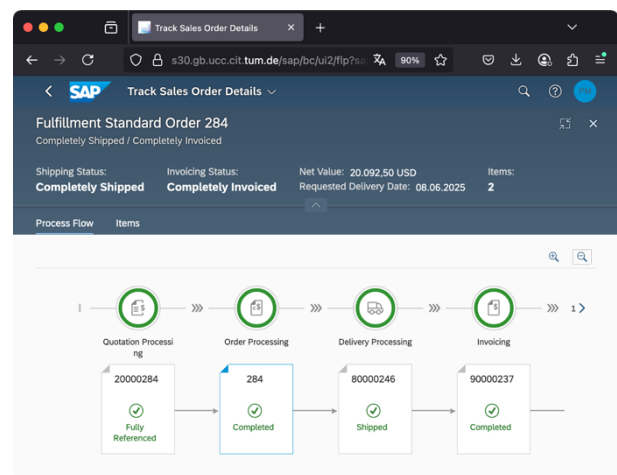 Track Sales Order Details
s30.gb.ucc.cit.tum.de/sap/bc/ui2/flp?sa
90%
SAP
Track Sales Order Details
Fulfillment Standard Order 284
Completely Shipped / Completely Invoiced
Shipping Status:
Completely Shipped
Invoicing Status:
Completely Invoiced
Net Value: 20.092,50 USD
Requested Delivery Date: 08.06.2025
Items:
2
Process Flow
Items
1
Quotation Processi
ng
Order Processing
Delivery Processing
Invoicing
20000284
Fully
Referenced
284
Completed
80000246
Shipped
90000237
Completed